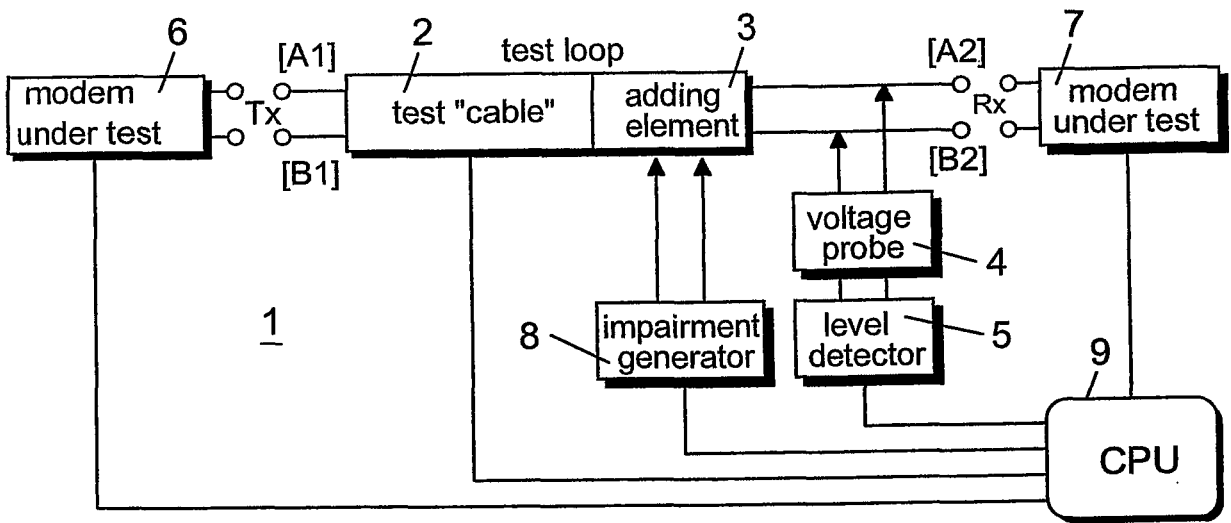 6
[A1]
2
test loop
3
[A2]
7
modem
under test
Tx
test "cable"
adding
element
Rx
modem
under test
[B1]
[B2]
voltage
probe
4
1
8
impairment
generator
level
detector
5
9
CPU